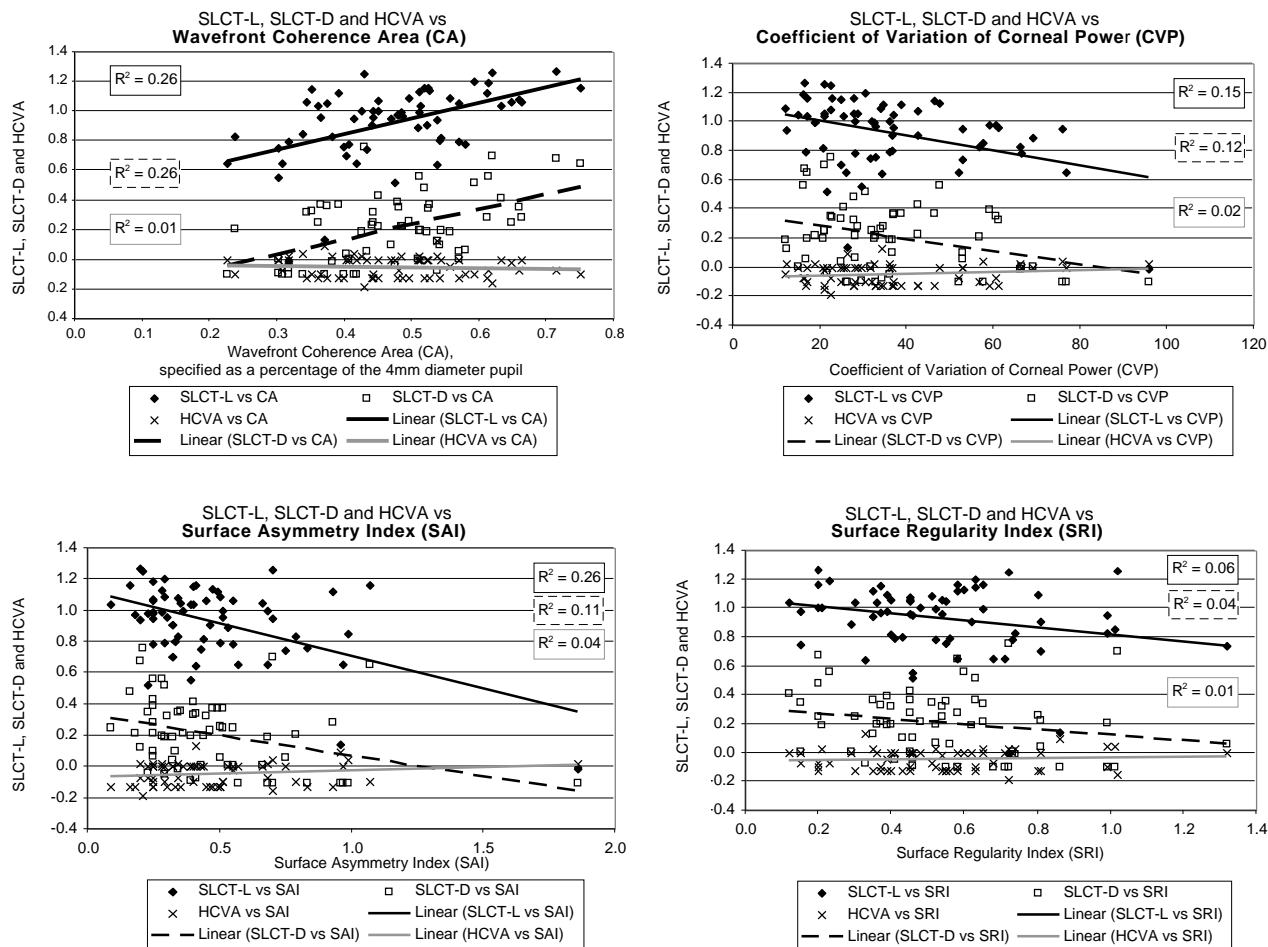 SLCT-L, SLCT-D and HCVA vs
Wavefront Coherence Area (CA)
SLCT-L, SLCT-D and HCVA
1.4
1.2
1.0
0.8
0.6
0.4
0.2
-0.0
0.2
0.4
R² = 0.26
R² = 0.26
R² = 0.01
0.0
0.1
0.2
0.3
0.4
0.5
0.6
0.7
0.8
Wavefront Coherence Area (CA),
specified as a percentage of the 4mm diameter pupil
SLCT-L vs CA
SLCT-D vs CA
HCVA vs CA
Linear (SLCT-L vs CA)
Linear (SLCT-D vs CA)
Linear (HCVA vs CA)
SLCT-L, SLCT-D and HCVA vs
Coefficient of Variation of Corneal Power (CVP)
SLCT-L, SLCT-D and HCVA
1.4
1.2
1.0
0.8
0.6
0.4
0.2
0.0
-0.2
-0.4
R² = 0.15
R² = 0.12
R² = 0.02
0
20
40
60
80
100
120
Coefficient of Variation of Corneal Power (CVP)
SLCT-L vs CVP
SLCT-D vs CVP
HCVA vs CVP
Linear (SLCT-L vs CVP)
Linear (SLCT-D vs CVP)
Linear (HCVA vs CVP)
SLCT-L, SLCT-D and HCVA vs
Surface Asymmetry Index (SAI)
SLCT-L, SLCT-D and HCVA
1.4
1.2
1.0
0.8
0.6
0.4
0.2
0.0
-0.2
-0.4
R² = 0.26
R² = 0.11
R² = 0.04
0.0
0.5
1.0
1.5
2.0
Surface Asymmetry Index (SAI)
SLCT-L vs SAI
SLCT-D vs SAI
HCVA vs SAI
Linear (SLCT-L vs SAI)
Linear (SLCT-D vs SAI)
Linear (HCVA vs SAI)
SLCT-L, SLCT-D and HCVA vs
Surface Regularity Index (SRI)
SLCT-L, SLCT-D and HCVA
1.4
1.2
1.0
0.8
0.6
0.4
0.2
0.0
-0.2
-0.4
R² = 0.06
R² = 0.04
R² = 0.01
0.0
0.2
0.4
0.6
0.8
1.0
1.2
1.4
Surface Regularity Index (SRI)
SLCT-L vs SRI
SLCT-D vs SRI
HCVA vs SRI
Linear (SLCT-L vs SRI)
Linear (SLCT-D vs SRI)
Linear (HCVA vs SRI)